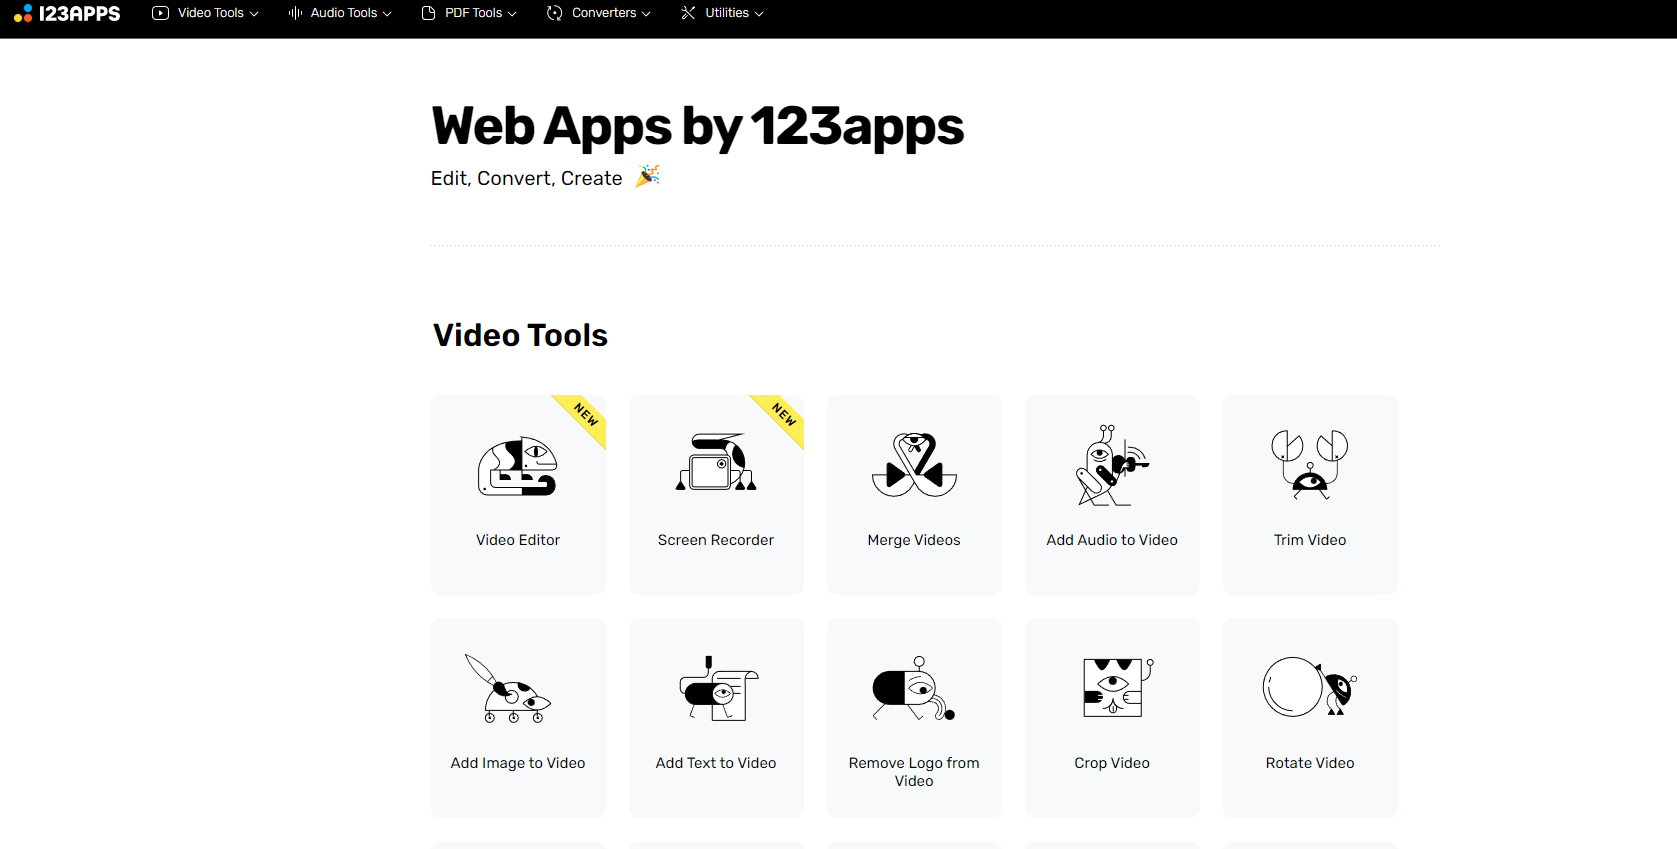 123APPS
Video Tools
Audio Tools
PDF Tools
Converters
Utilities
Web Apps by 123apps
Edit, Convert, Create 🎉
Video Tools
NEW
Video Editor
NEW
Screen Recorder
Merge Videos
Add Audio to Video
Trim Video
Add Image to Video
Add Text to Video
Remove Logo from
Video
Crop Video
Rotate Video